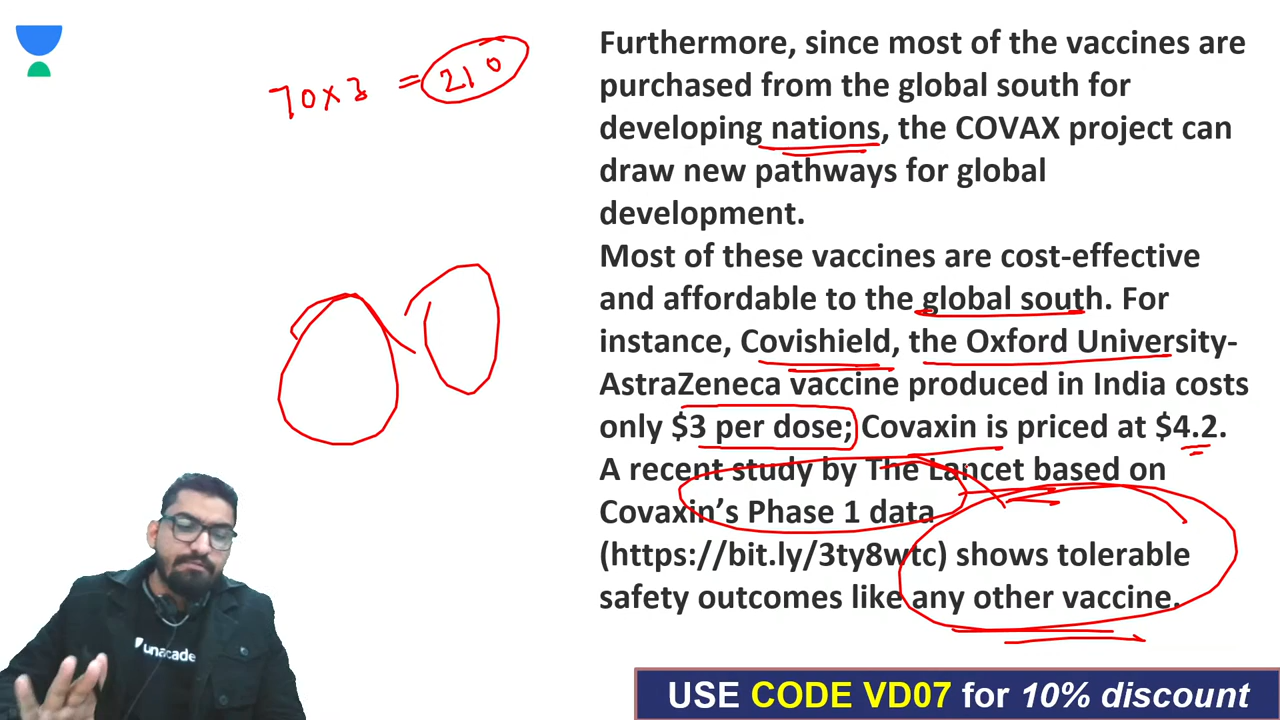 70x3 = 210
Furthermore, since most of the vaccines are
purchased from the global south for
developing nations, the COVAX project can
draw new pathways for global
development.
Most of these vaccines are cost-effective
and affordable to the global south. For
instance, Covishield, the Oxford University-
AstraZeneca vaccine produced in India costs
only $3 per dose; Covaxin is priced at $4.2.
A recent study by The Lancet based on
Covaxin’s Phase 1 data
(https://bit.ly/3ty8wtc) shows tolerable
safety outcomes like any other vaccine.
unacade
USE CODE VD07 for 10% discount